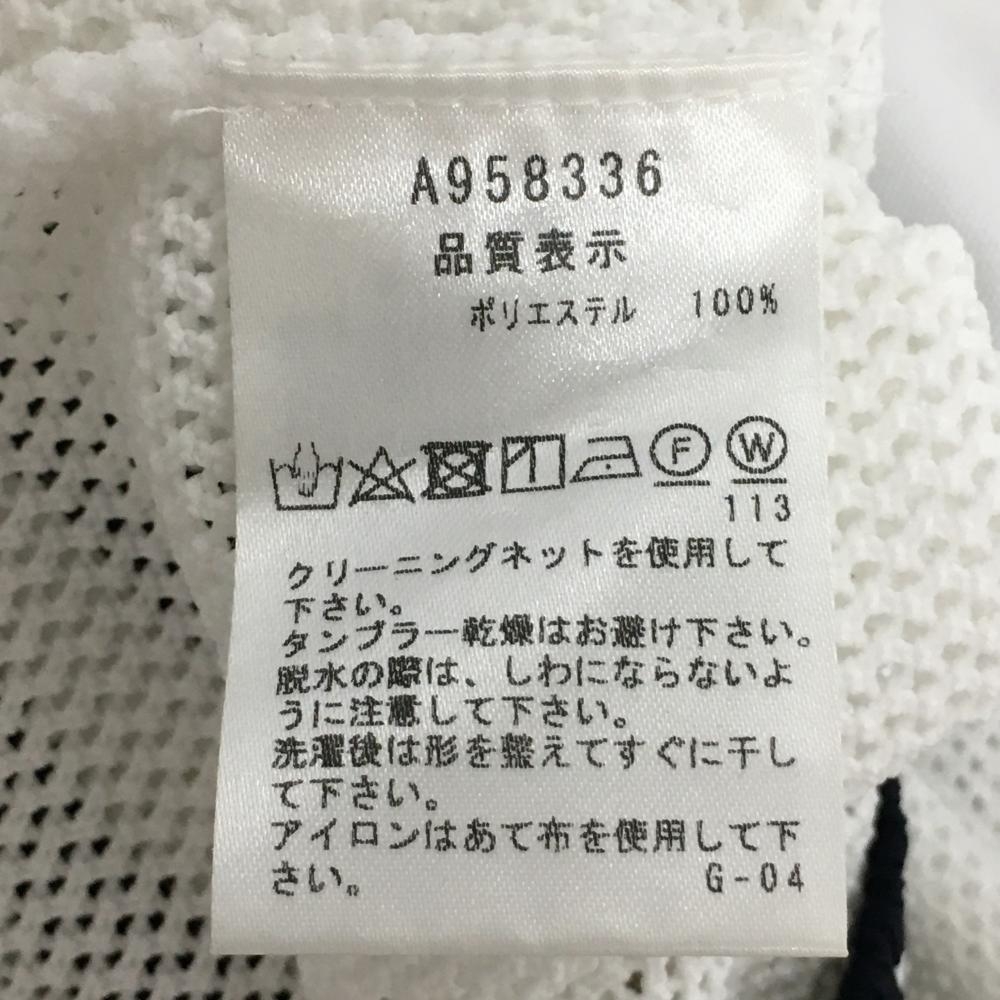 A958336
品質表示
ポリエステル 100%
F W
113
クリーニングネットを使用して
下さい。
タンブラー乾燥はお避け下さい。
脱水の際は、しわにならないよ
うに注意して下さい。
洗濯後は形を整えてすぐに干し
て下さい。
アイロンはあて布を使用して下
さい。 G-04